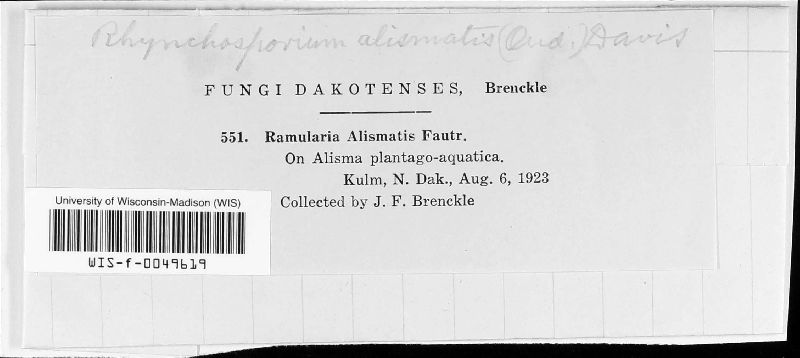 Rhynchosporium alismatis (Oud.) Davis
FUNGI DAKOTENSES, Brenckle
551. Ramularia Alismatis Fautr.
On Alisma plantago-aquatica.
Kulm, N. Dak., Aug. 6, 1923
Collected by J. F. Brenckle
University of Wisconsin-Madison (WIS)
WIS-f-0049619